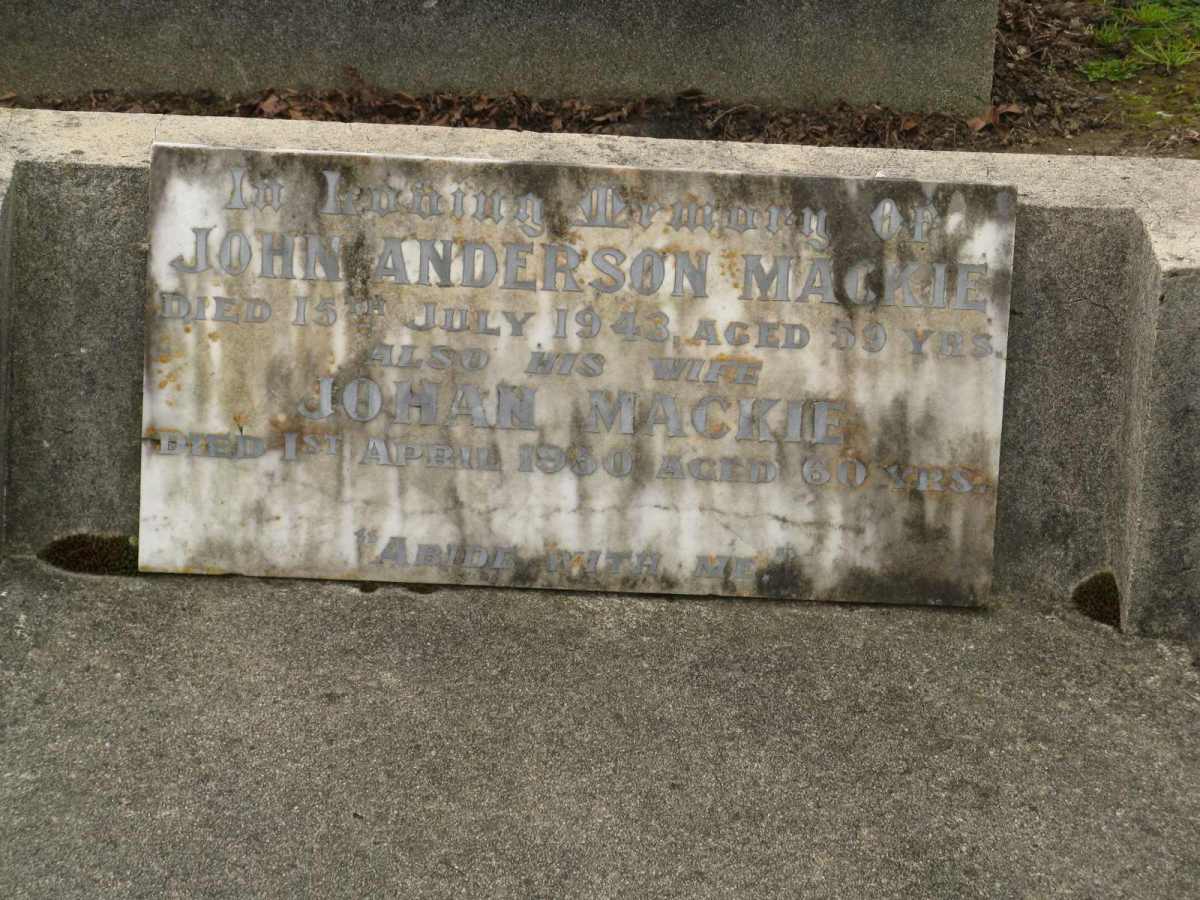 In Loving Memory Of
JOHN ANDERSON MACKIE
DIED 15TH JULY 1943, AGED 59 YRS.
ALSO HIS WIFE
JOHAN MACKIE
DIED 1ST APRIL 1950 AGED 60 YRS.
"ABIDE WITH ME"